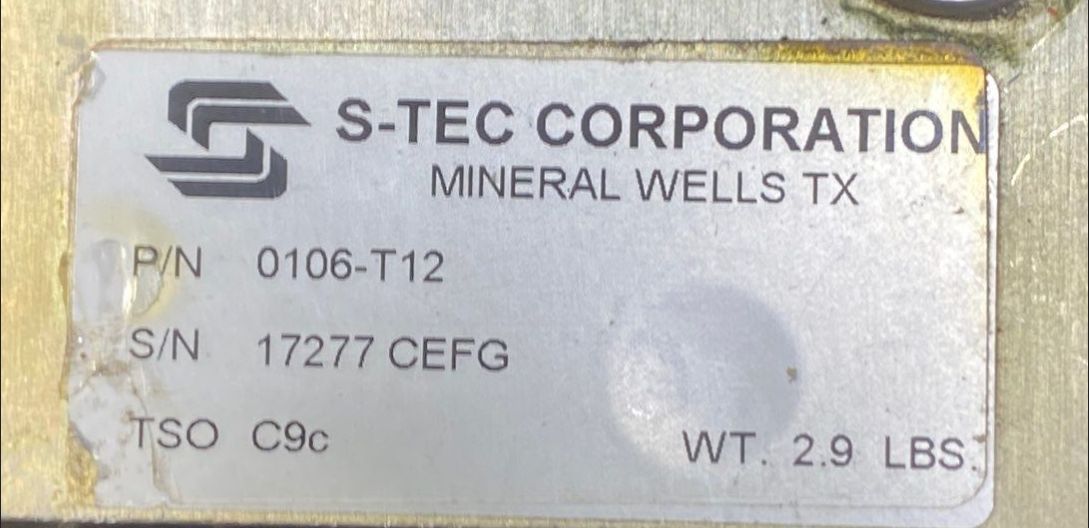 S-TEC CORPORATION
MINERAL WELLS TX
P/N 0106-T12
S/N 17277 CEFG
TSO C9c WT. 2.9 LBS.